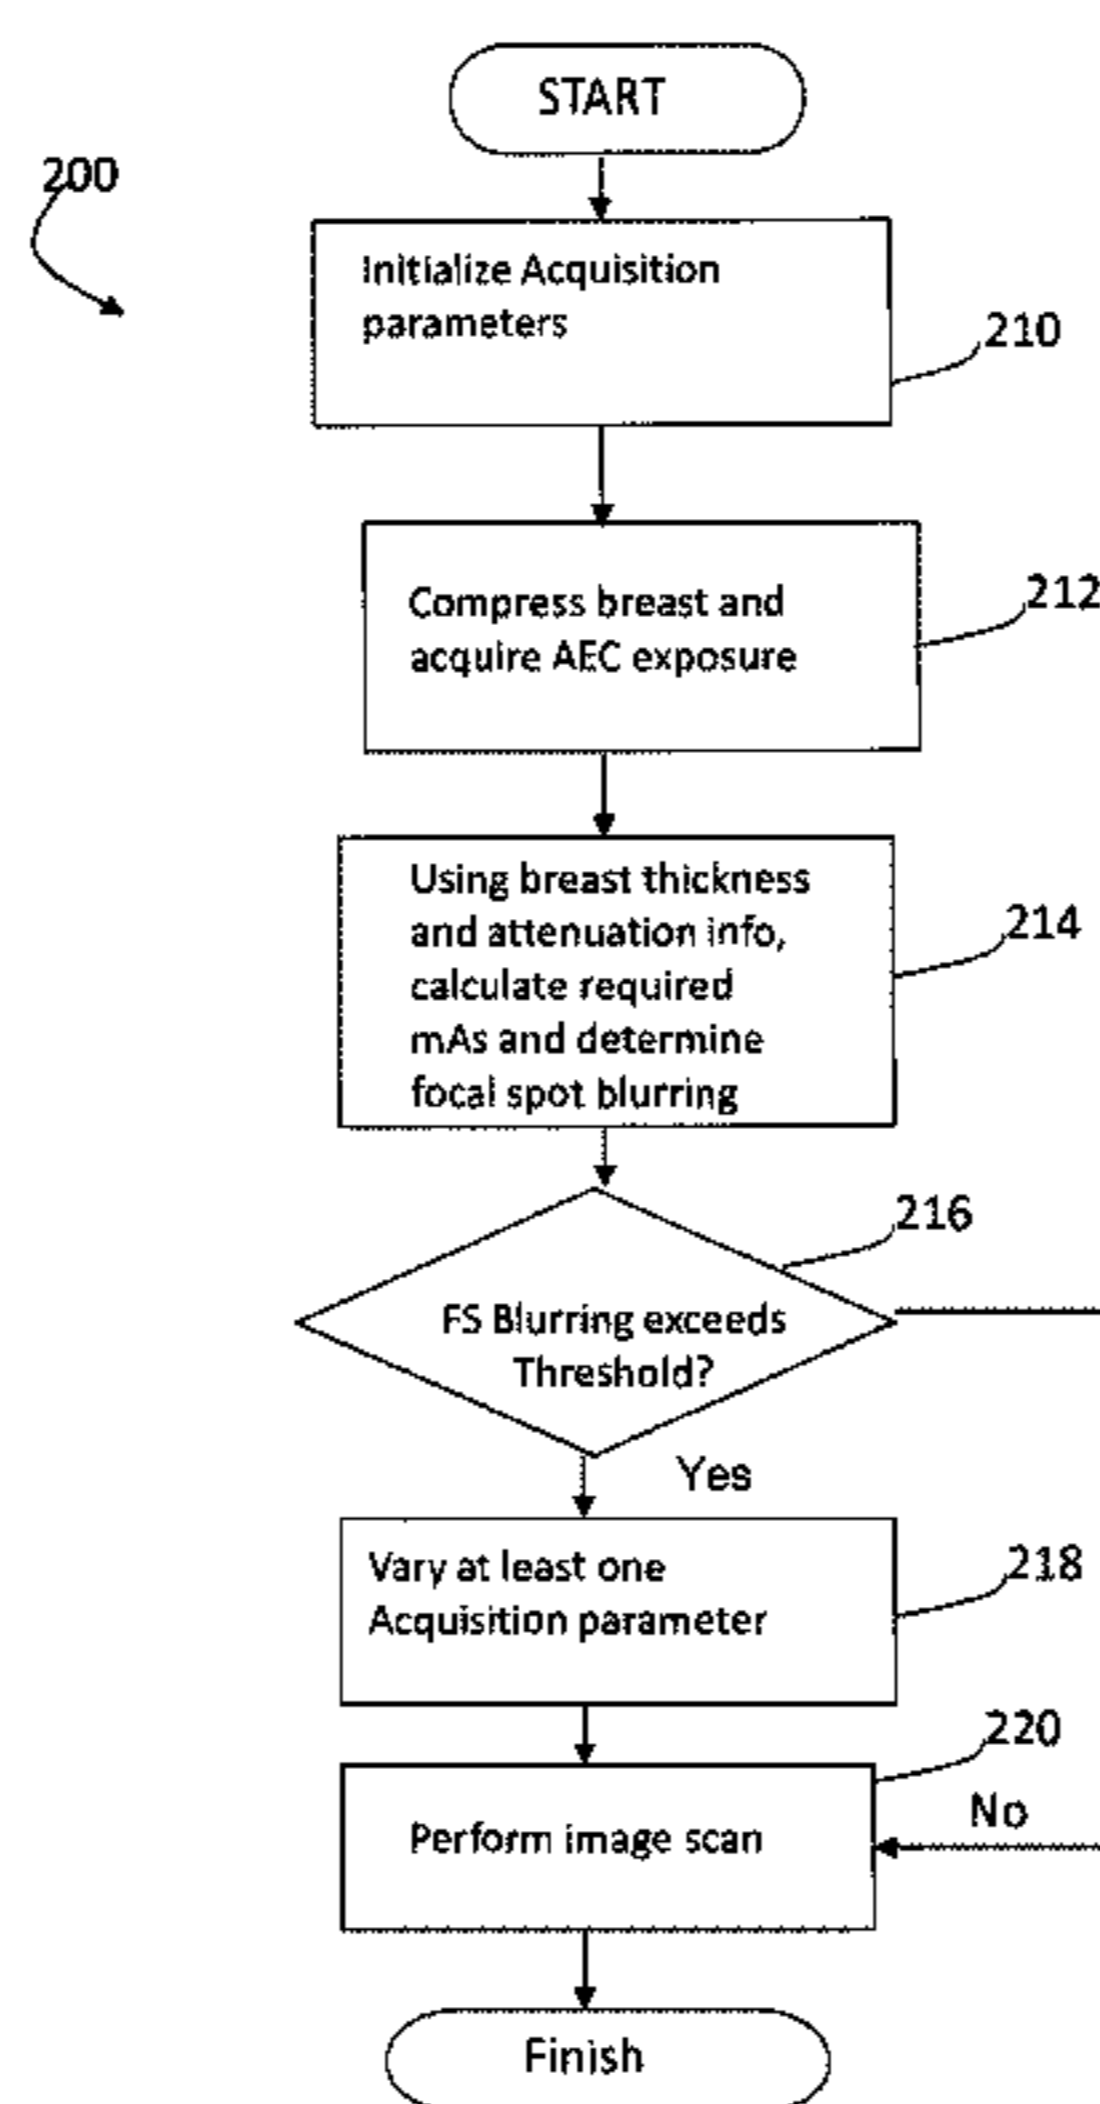 START
200
Initialize Acquisition
parameters
210
Compress breast and
acquire AEC exposure
212
Using breast thickness
and attenuation info,
calculate required
mAs and determine
focal spot blurring
214
216
FS Blurring exceeds
Threshold?
Yes
Vary at least one
Acquisition parameter
218
220
No
Perform image scan
Finish